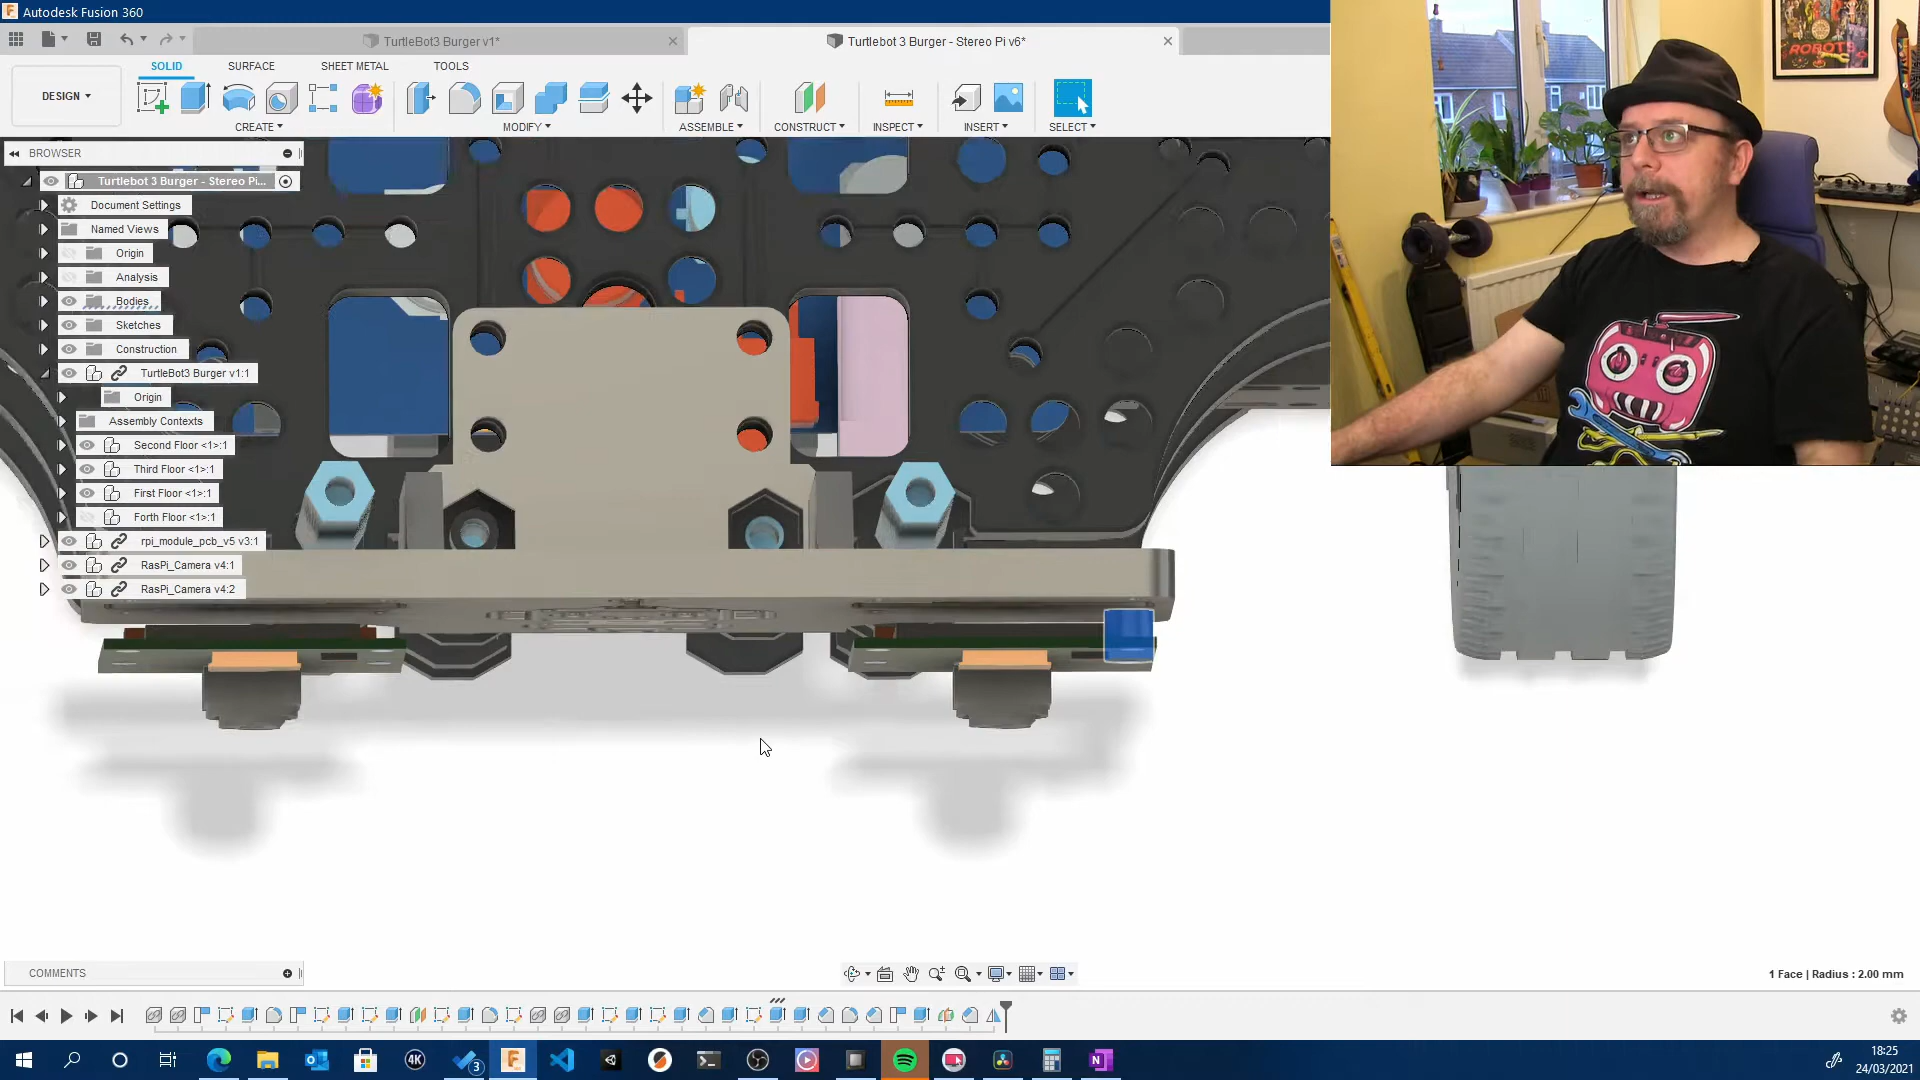 Autodesk Fusion 360
TurtleBot3 Burger v1*
Turtlebot 3 Burger - Stereo Pi v6*
SOLID
SURFACE
SHEET METAL
TOOLS
DESIGN
CREATE
MODIFY
ASSEMBLE
CONSTRUCT
INSPECT
INSERT
SELECT
BROWSER
Turtlebot 3 Burger - Stereo Pi...
Document Settings
Named Views
Origin
Analysis
Bodies
Sketches
Construction
TurtleBot3 Burger v1:1
Origin
Assembly Contexts
Second Floor <1>:1
Third Floor <1>:1
First Floor <1>:1
Forth Floor <1>:1
rpi_module_pcb_v5 v3:1
RasPi_Camera v4:1
RasPi_Camera v4:2
ROBOTS
COMMENTS
1 Face | Radius : 2.00 mm
4K
3
18:25
24/03/2021